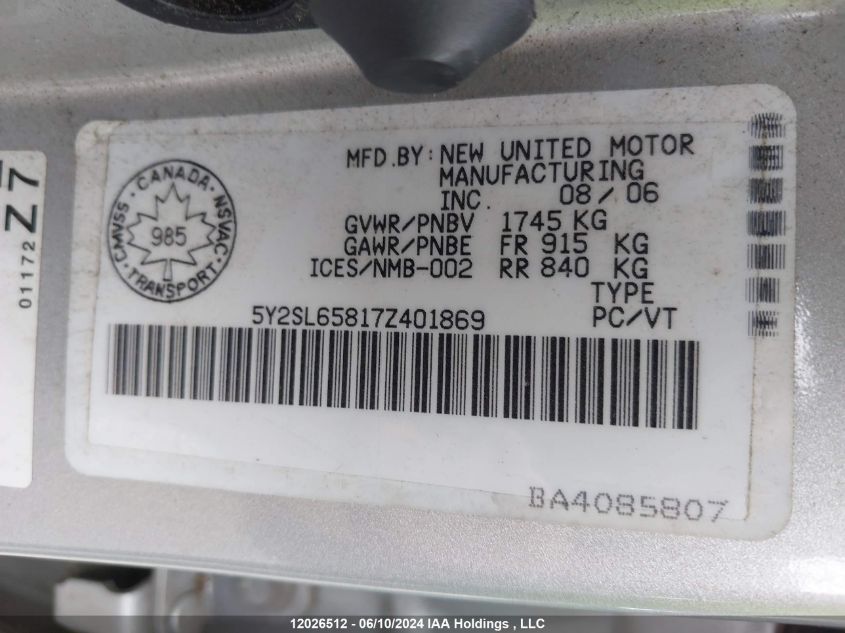 Z7
01172
CANADA
CMVSS
NSVAC
985
TRANSPORT
MFD.BY: NEW UNITED MOTOR
MANUFACTURING
INC. 08/06
GVWR/PNBV 1745 KG
GAWR/PNBE FR 915 KG
ICES/NMB-002 RR 840 KG
TYPE
5Y2SL65817Z401869 PC/VT
BA4085807
12026512 - 06/10/2024 IAA Holdings , LLC